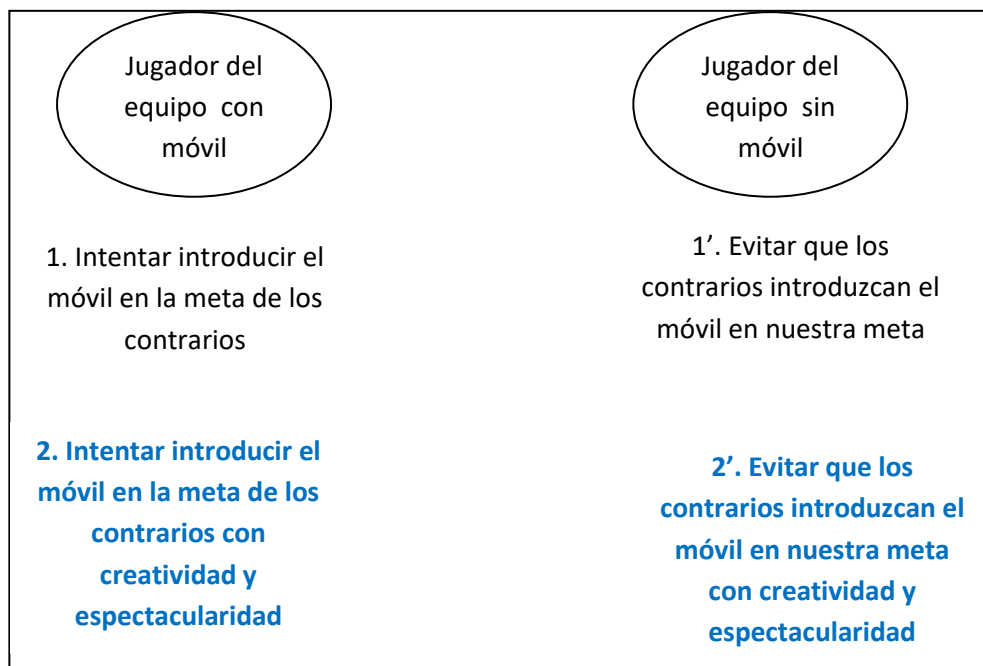 Jugador del
equipo con
móvil
Jugador del
equipo sin
móvil
1. Intentar introducir el
móvil en la meta de los
contrarios
1’. Evitar que los
contrarios introduzcan el
móvil en nuestra meta
2. Intentar introducir el
móvil en la meta de los
contrarios con
creatividad y
espectacularidad
2’. Evitar que los
contrarios introduzcan el
móvil en nuestra meta
con creatividad y
espectacularidad